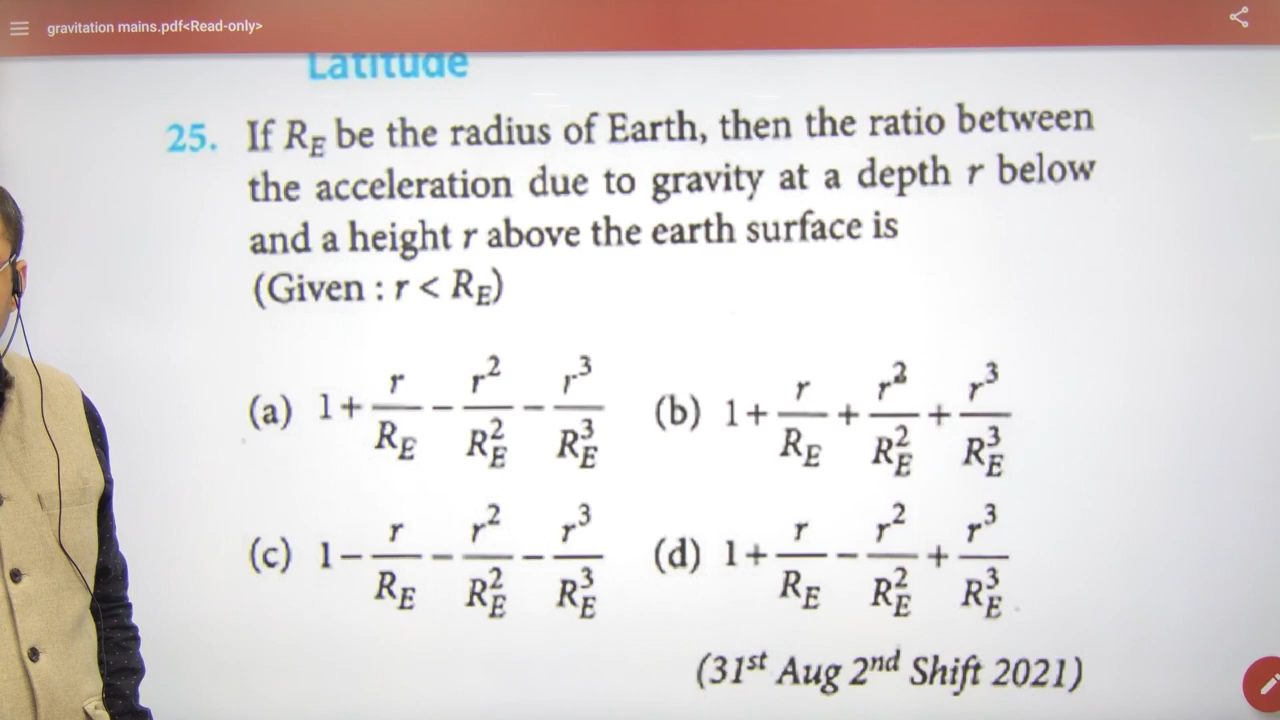 gravitation mains.pdf<Read-only>
Latitude
25. If R_E be the radius of Earth, then the ratio between
the acceleration due to gravity at a depth r below
and a height r above the earth surface is
(Given : r < R_E)
(a) 1+ r/R_E − r²/R_E² − r³/R_E³ (b) 1+ r/R_E + r²/R_E² + r³/R_E³
(c) 1− r/R_E − r²/R_E² − r³/R_E³ (d) 1+ r/R_E − r²/R_E² + r³/R_E³
(31st Aug 2nd Shift 2021)